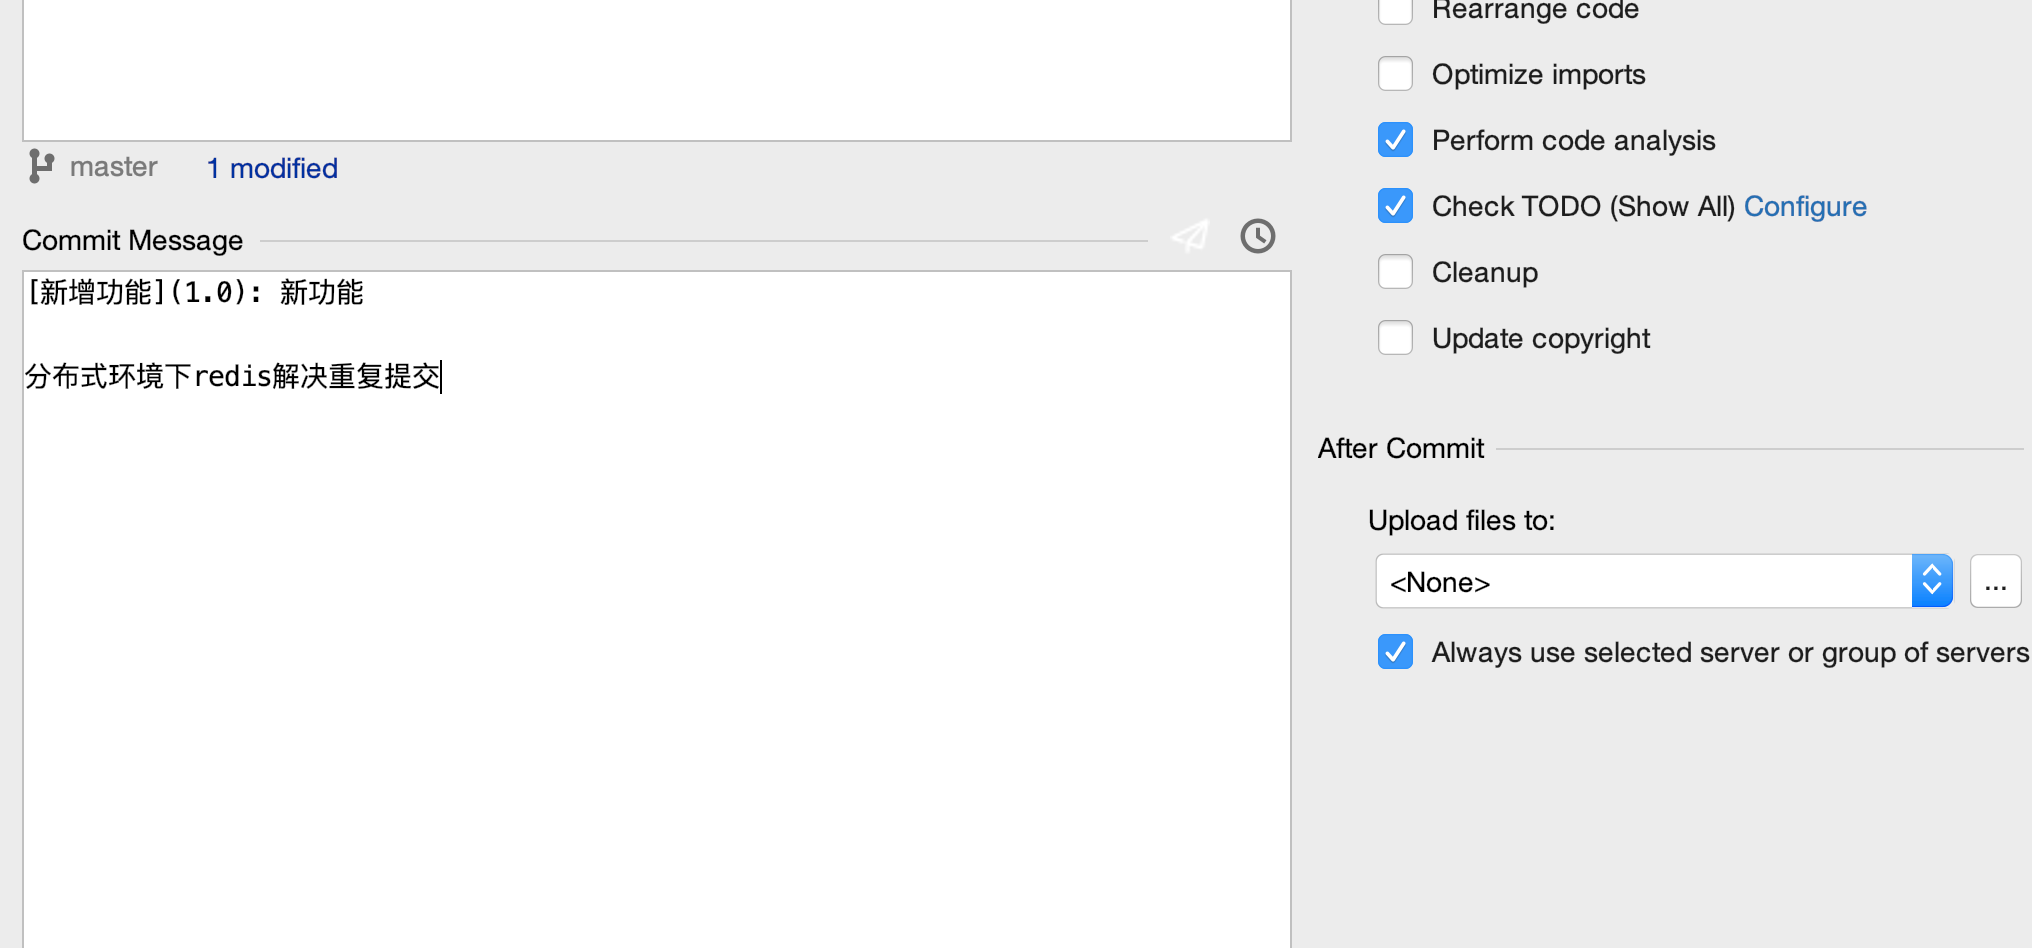 master 1 modified
Commit Message
[新增功能](1.0): 新功能
分布式环境下redis解决重复提交
Rearrange code
Optimize imports
Perform code analysis
Check TODO (Show All) Configure
Cleanup
Update copyright
After Commit
Upload files to:
<None> ...
Always use selected server or group of servers